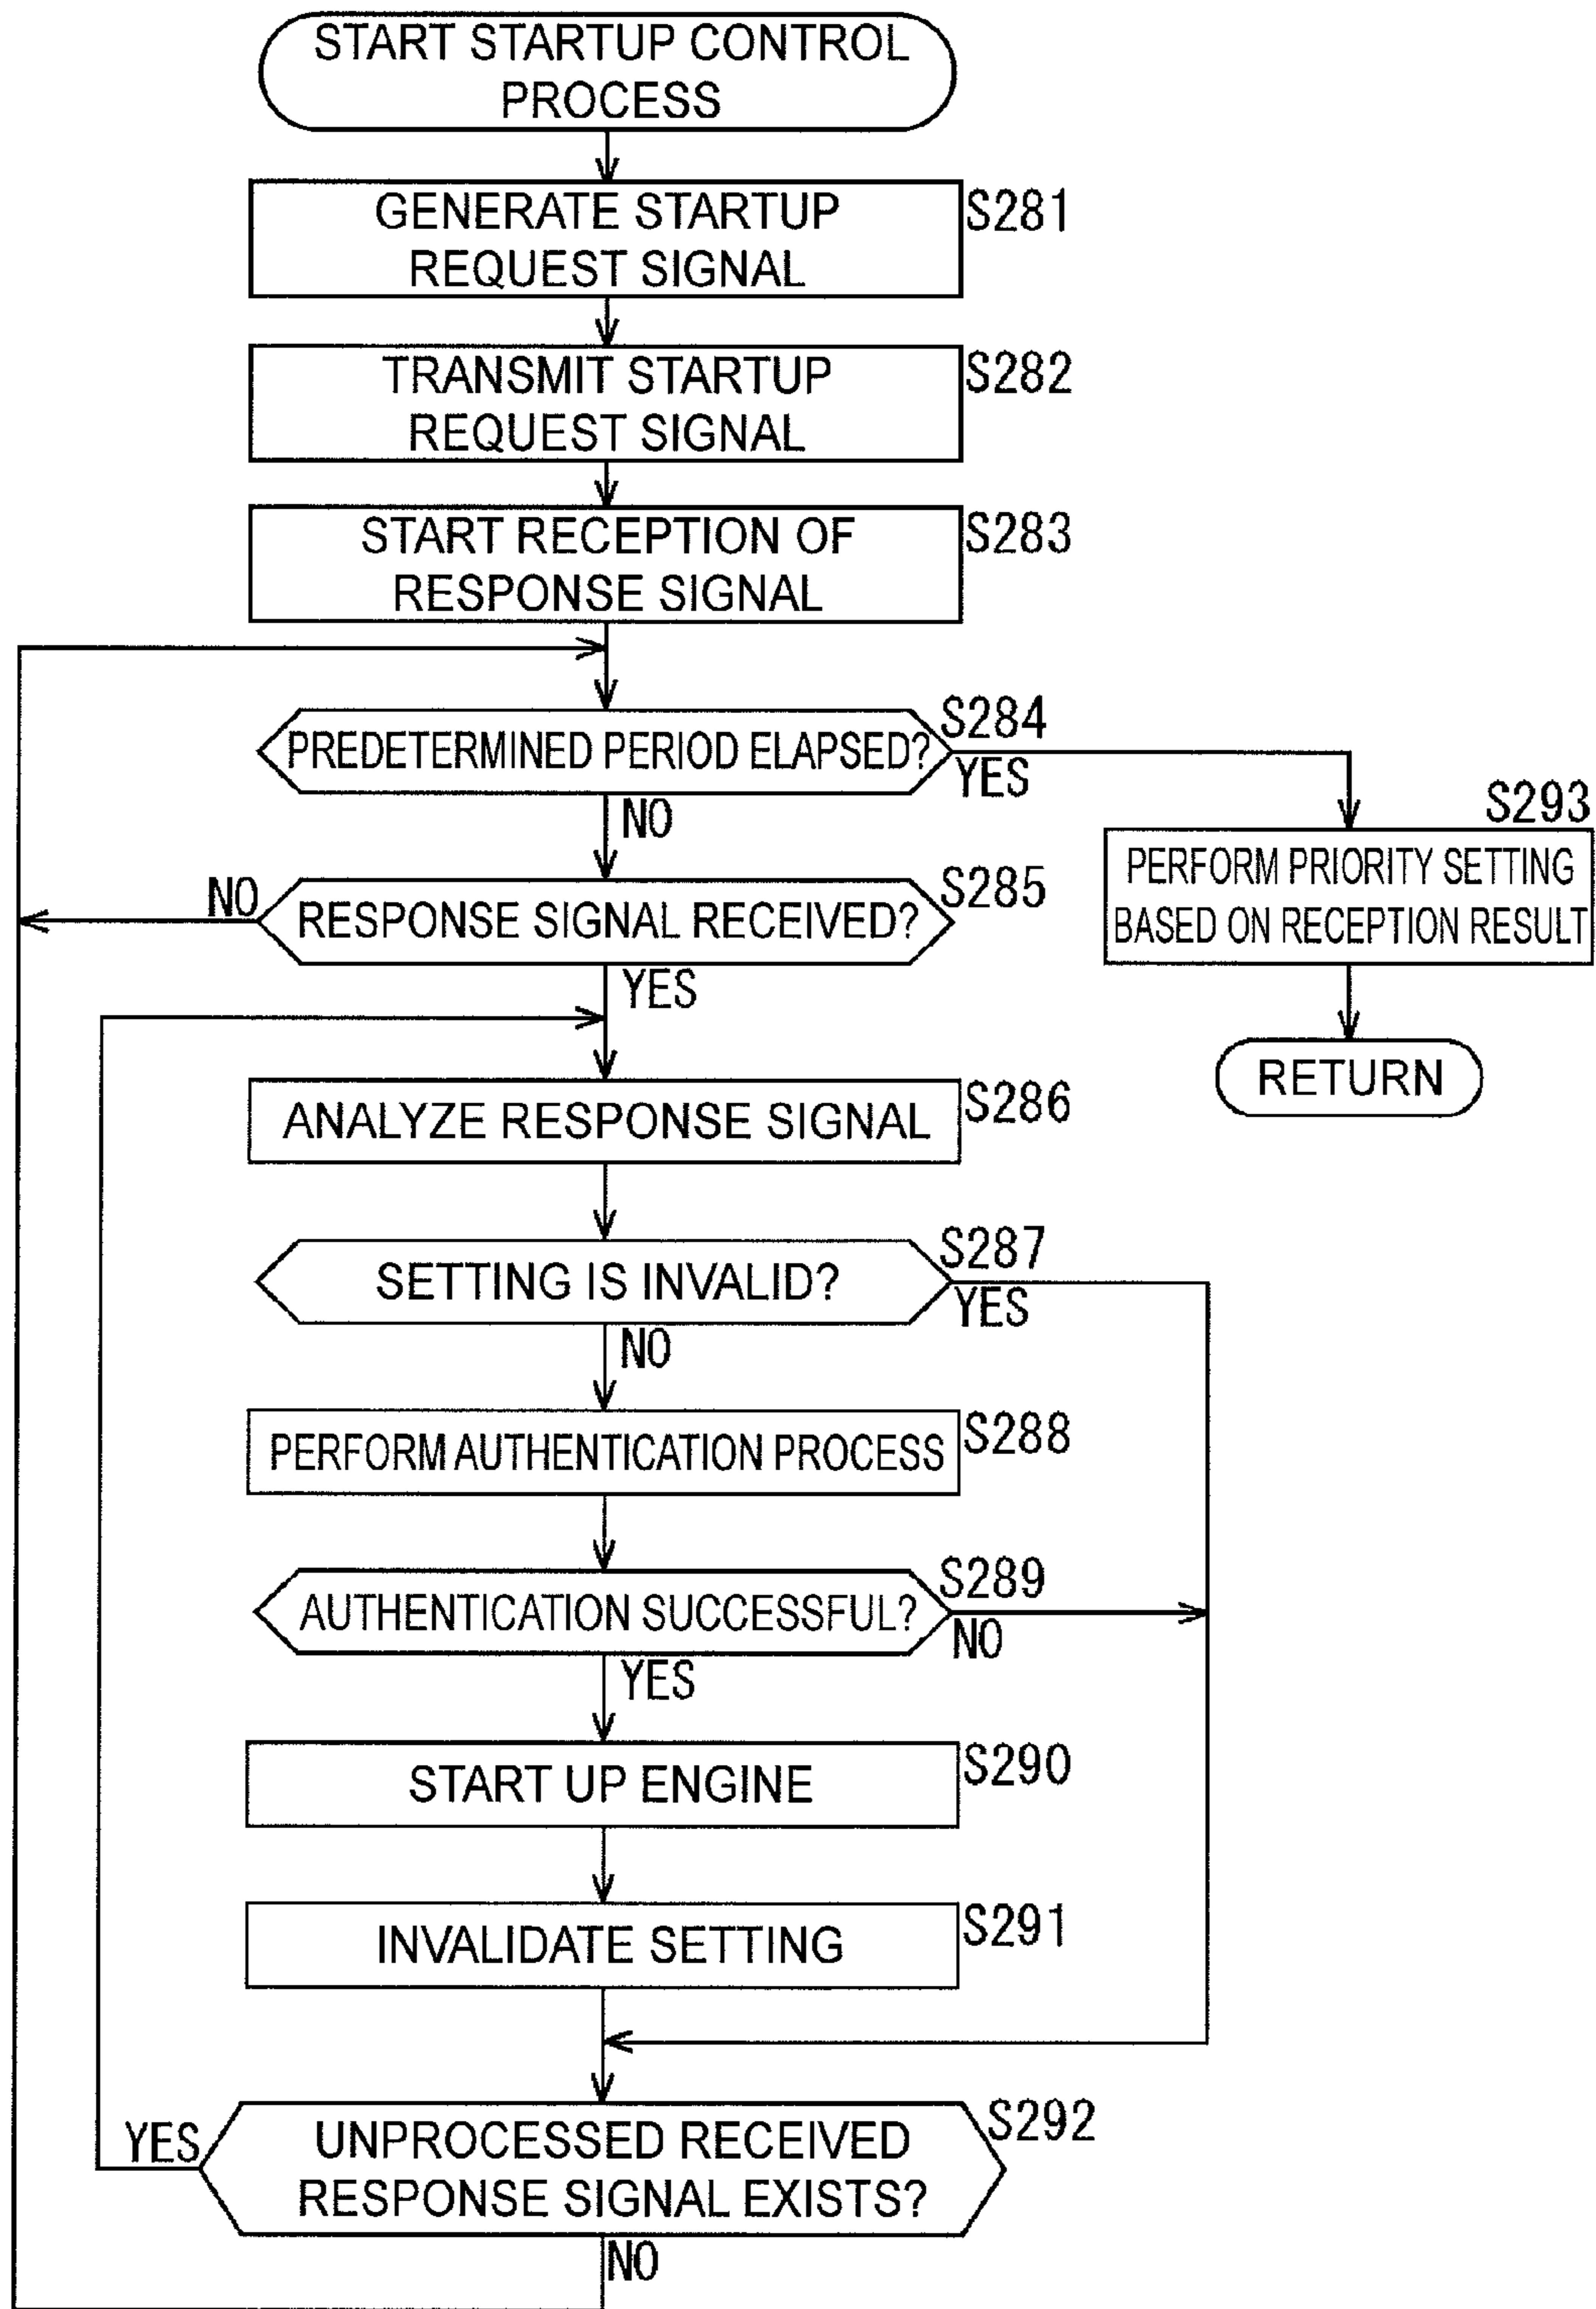 START STARTUP CONTROL
PROCESS
GENERATE STARTUP
REQUEST SIGNAL
S281
TRANSMIT STARTUP
REQUEST SIGNAL
S282
START RECEPTION OF
RESPONSE SIGNAL
S283
PREDETERMINED PERIOD ELAPSED?
S284
YES
NO
S293
PERFORM PRIORITY SETTING
BASED ON RECEPTION RESULT
RETURN
NO
RESPONSE SIGNAL RECEIVED?
S285
YES
ANALYZE RESPONSE SIGNAL
S286
SETTING IS INVALID?
S287
YES
NO
PERFORM AUTHENTICATION PROCESS
S288
AUTHENTICATION SUCCESSFUL?
S289
NO
YES
START UP ENGINE
S290
INVALIDATE SETTING
S291
YES
UNPROCESSED RECEIVED
RESPONSE SIGNAL EXISTS?
S292
NO